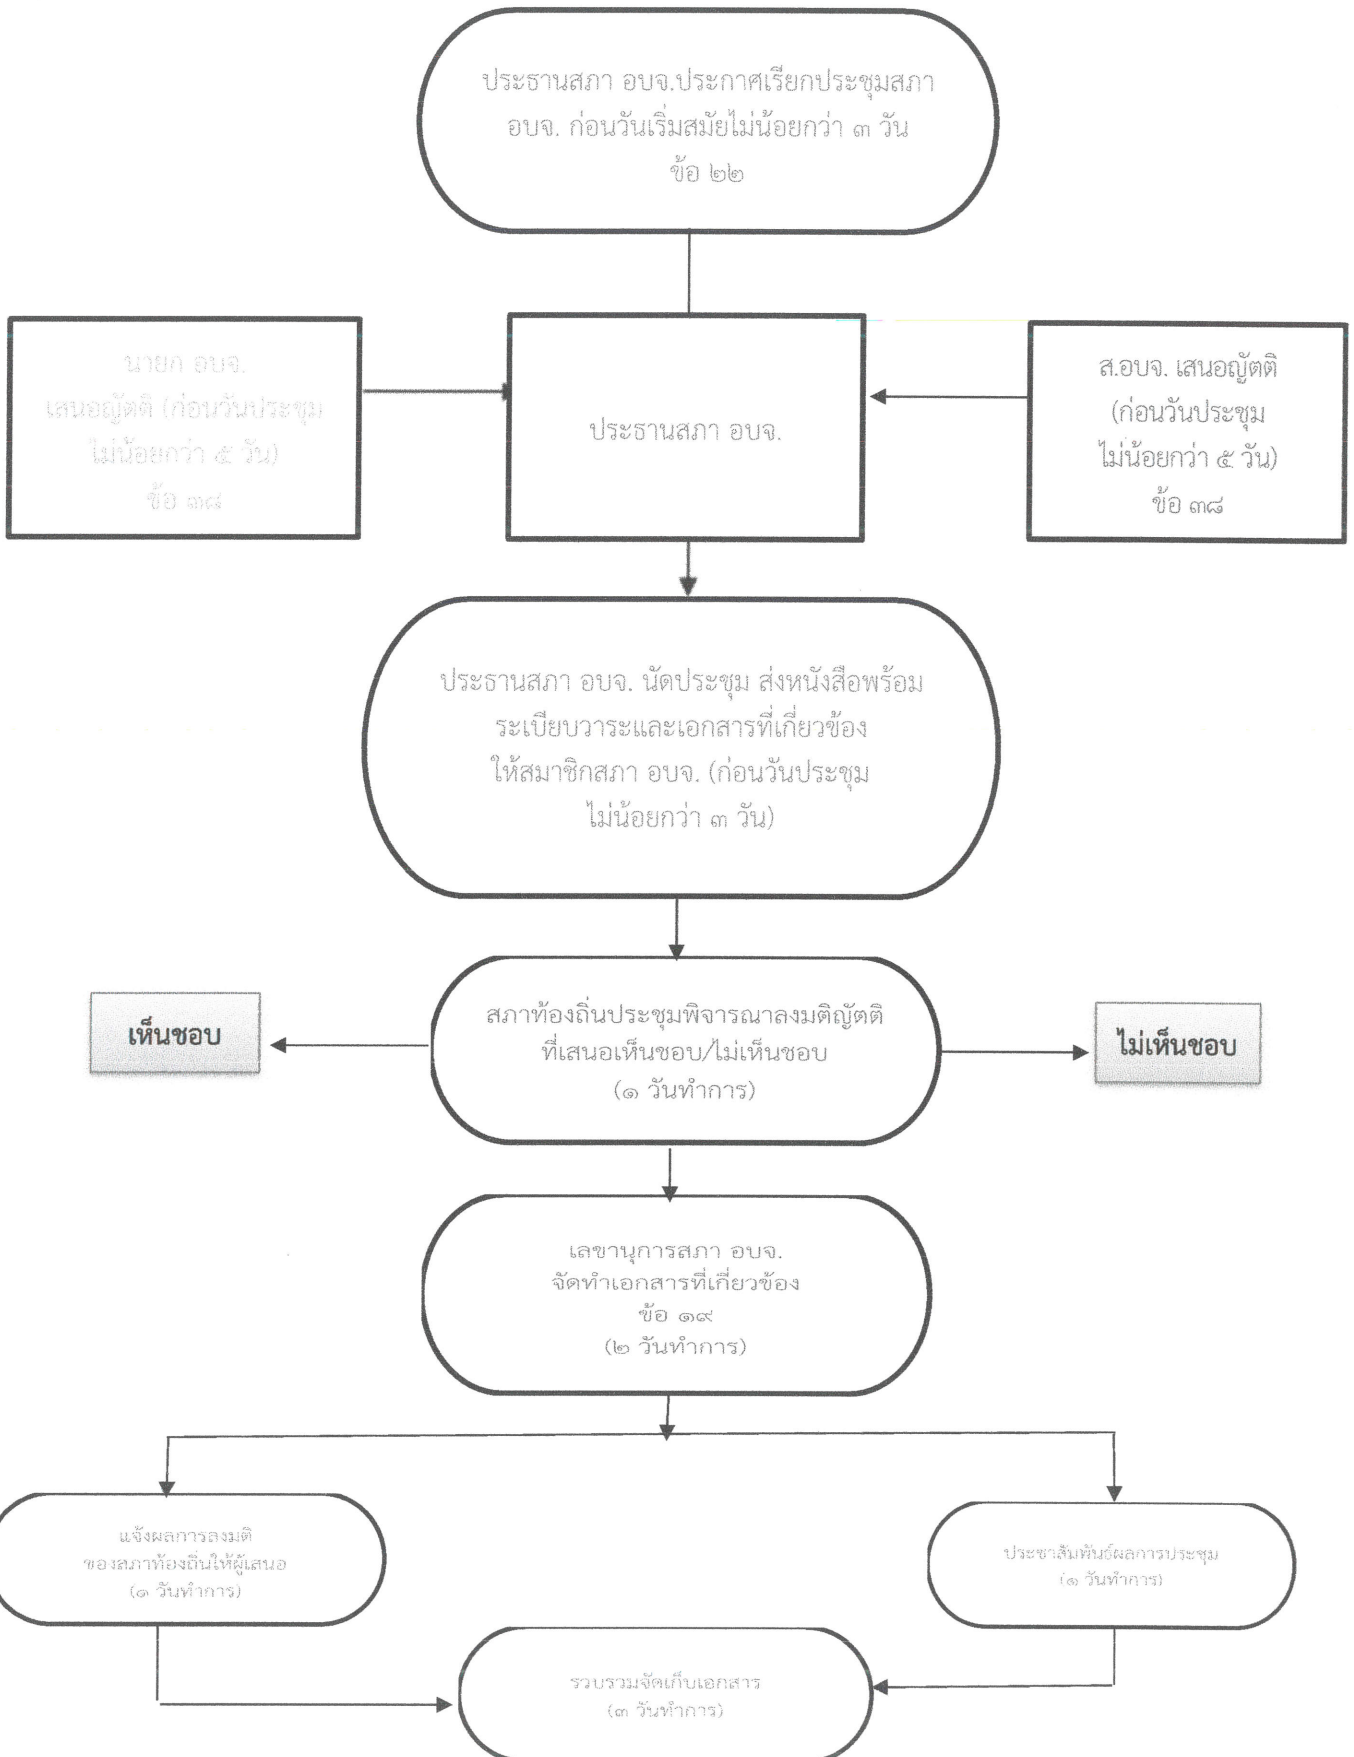 ประธานสภา อบจ.ประกาศเรียกประชุมสภา
อบจ. ก่อนวันเริ่มสมัยไม่น้อยกว่า ๓ วัน
ข้อ ๒๒
นายก อบจ.
เสนอญัตติ (ก่อนวันประชุม
ไม่น้อยกว่า ๕ วัน)
ข้อ ๓๘
ประธานสภา อบจ.
ส.อบจ. เสนอญัตติ
(ก่อนวันประชุม
ไม่น้อยกว่า ๕ วัน)
ข้อ ๓๘
ประธานสภา อบจ. นัดประชุม ส่งหนังสือพร้อม
ระเบียบวาระและเอกสารที่เกี่ยวข้อง
ให้สมาชิกสภา อบจ. (ก่อนวันประชุม
ไม่น้อยกว่า ๓ วัน)
เห็นชอบ
สภาท้องถิ่นประชุมพิจารณาลงมติญัตติ
ที่เสนอเห็นชอบ/ไม่เห็นชอบ
(๑ วันทำการ)
ไม่เห็นชอบ
เลขานุการสภา อบจ.
จัดทำเอกสารที่เกี่ยวข้อง
ข้อ ๑๙
(๒ วันทำการ)
แจ้งผลการลงมติ
ของสภาท้องถิ่นให้ผู้เสนอ
(๑ วันทำการ)
ประชาสัมพันธ์ผลการประชุม
(๑ วันทำการ)
รวบรวมจัดเก็บเอกสาร
(๓ วันทำการ)